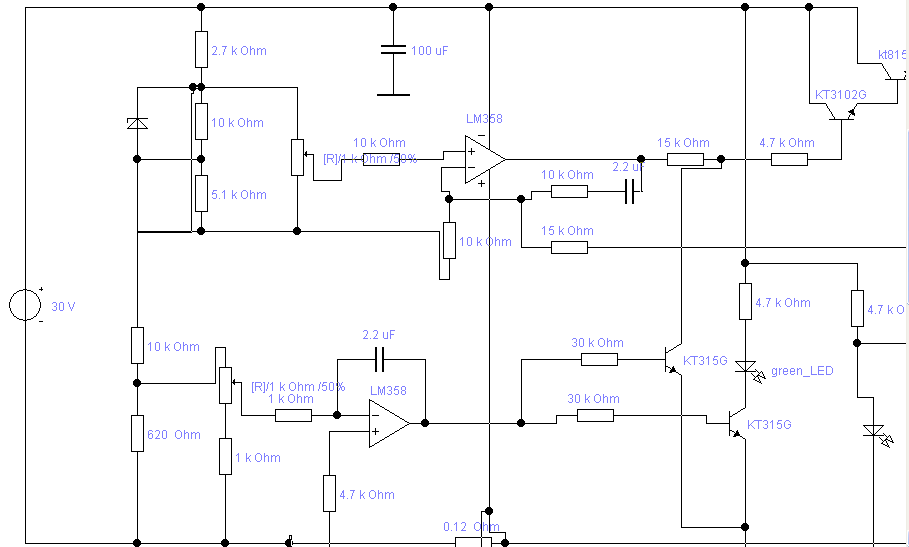 2.7 k Ohm
100 uF
kt815
KT3102G
10 k Ohm
LM358
10 k Ohm
[R]/1 k Ohm /50%
15 k Ohm
4.7 k Ohm
10 k Ohm
2.2 uF
5.1 k Ohm
10 k Ohm
15 k Ohm
30 V
4.7 k Ohm
4.7 k O
10 k Ohm
2.2 uF
30 k Ohm
KT315G
green_LED
[R]/1 k Ohm /50%
LM358
1 k Ohm
30 k Ohm
KT315G
620 Ohm
1 k Ohm
4.7 k Ohm
0.12 Ohm